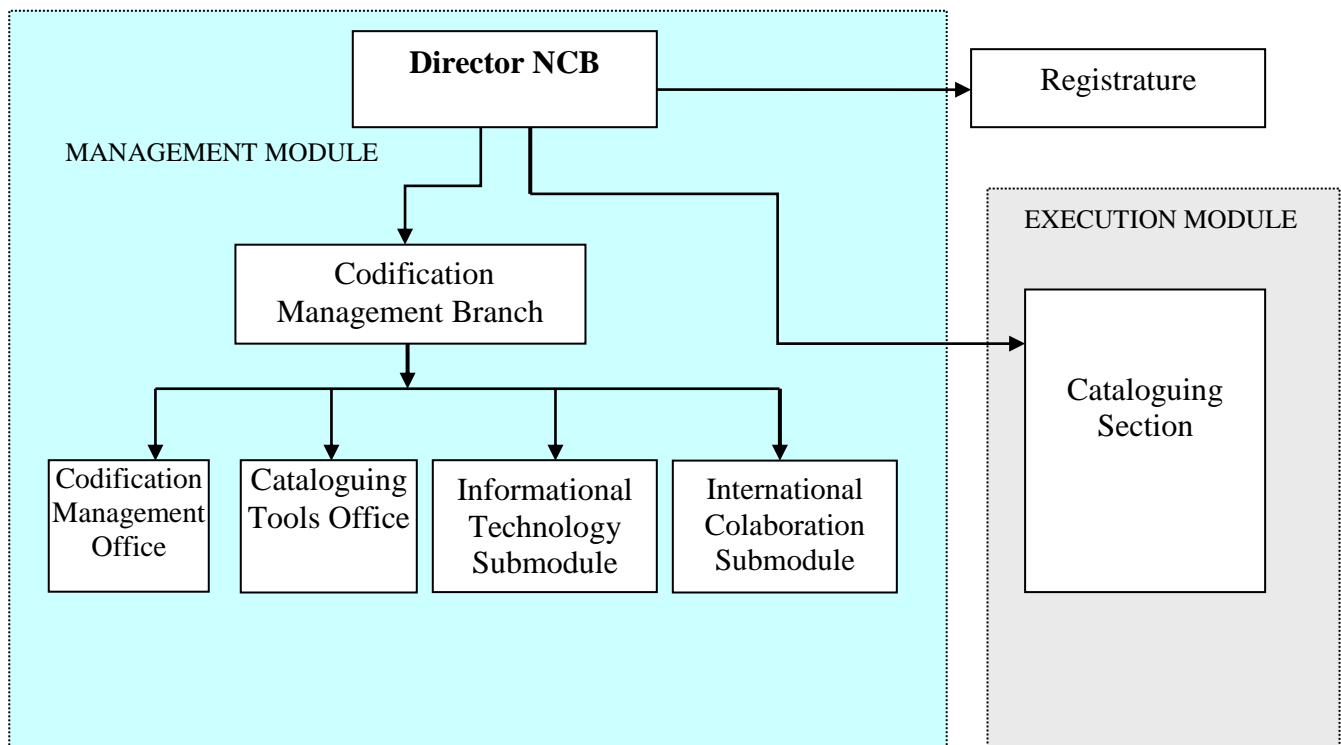 Director NCB
Registrature
MANAGEMENT MODULE
EXECUTION MODULE
Codification
Management Branch
Cataloguing
Section
Codification
Management
Office
Cataloguing
Tools Office
Informational
Technology
Submodule
International
Colaboration
Submodule